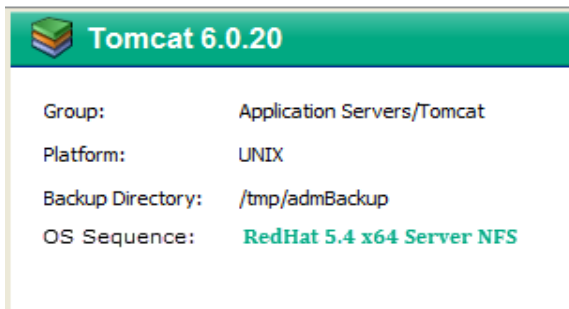 Tomcat 6.0.20
Group: Application Servers/Tomcat
Platform: UNIX
Backup Directory: /tmp/admBackup
OS Sequence: RedHat 5.4 x64 Server NFS